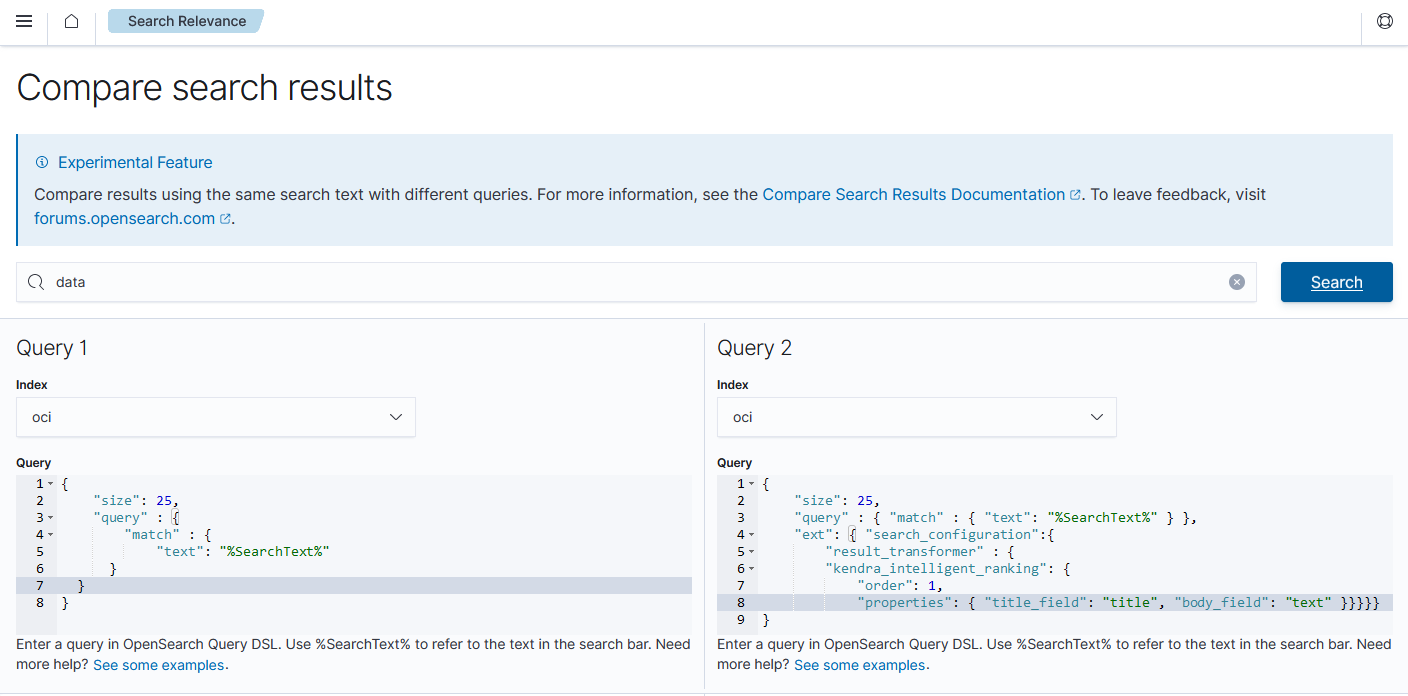 Search Relevance
Compare search results
Experimental Feature
Compare results using the same search text with different queries. For more information, see the Compare Search Results Documentation. To leave feedback, visit
forums.opensearch.com.
data
Search
Query 1
Index
oci
Query
1 {
2     "size": 25,
3     "query" : {
4         "match" : {
5             "text": "%SearchText%"
6       }
7   }
8 }
Enter a query in OpenSearch Query DSL. Use %SearchText% to refer to the text in the search bar. Need
more help? See some examples.
Query 2
Index
oci
Query
1 {
2     "size": 25,
3     "query" : { "match" : { "text": "%SearchText%" } },
4     "ext": { "search_configuration":{
5         "result_transformer" : {
6         "kendra_intelligent_ranking": {
7             "order": 1,
8             "properties": { "title_field": "title", "body_field": "text" }}}}}
9 }
Enter a query in OpenSearch Query DSL. Use %SearchText% to refer to the text in the search bar. Need
more help? See some examples.